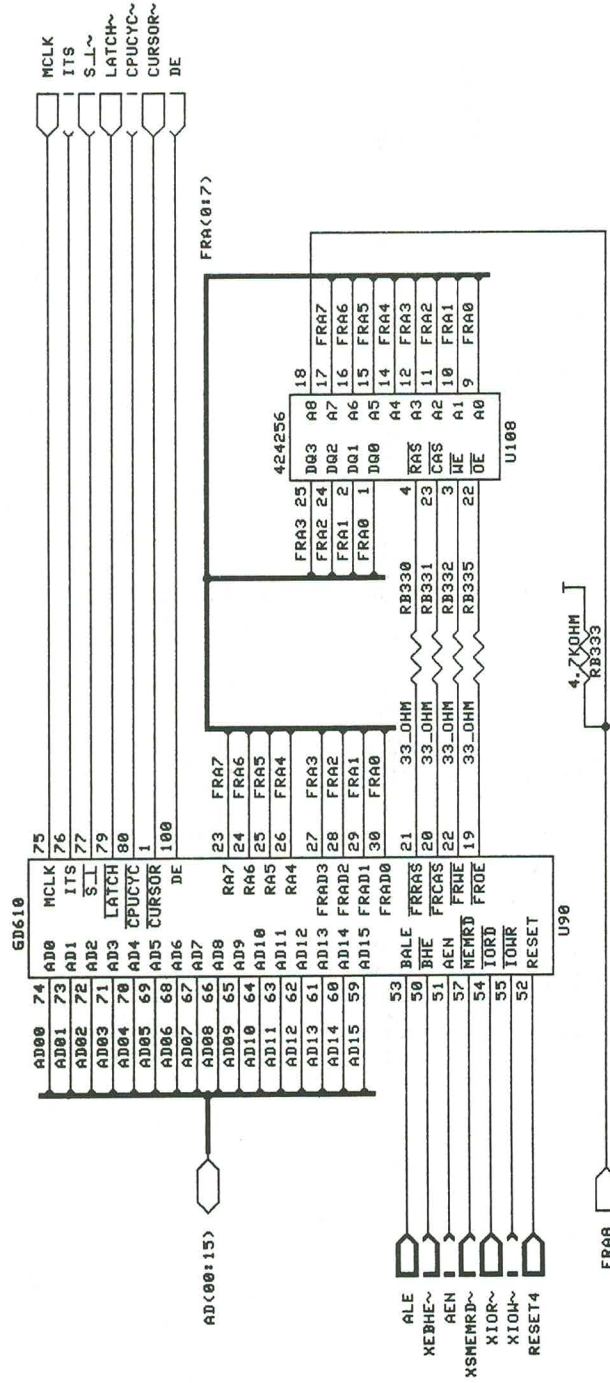 GD610
AD00 74 AD0
AD01 73 AD1
AD02 72 AD2
AD03 71 AD3
AD04 70 AD4
AD05 69 AD5
AD06 68 AD6
AD07 67 AD7
AD08 66 AD8
AD09 65 AD9
AD10 64 AD10
AD11 63 AD11
AD12 62 AD12
AD13 61 AD13
AD14 60 AD14
AD15 59 AD15
AD(00:15)
ALE 53 BALE
XEBHE~ 50 BHE
AEN 51 AEN
XSMEMRD~ 57 MEMRD
XIOR~ 54 IORD
XIOW~ 55 IOWR
RESET4 52 RESET
U90
MCLK 75 MCLK
ITS 76 ITS
S⊥ 77 S⊥~
LATCH 79 LATCH~
CPUCYC 80 CPUCYC~
CURSOR 1 CURSOR~
DE 100 DE
RA7 23 FRA7
RA6 24 FRA6
RA5 25 FRA5
RA4 26 FRA4
FRAD3 27 FRA3
FRAD2 28 FRA2
FRAD1 29 FRA1
FRAD0 30 FRA0
FRRAS 21 33_OHM RB330 4 RAS
FRCAS 20 33_OHM RB331 23 CAS
FRWE 22 33_OHM RB332 3 WE
FROE 19 33_OHM RB335 22 OE
FRA(0:7)
424256
FRA3 25 DQ3
FRA2 24 DQ2
FRA1 2 DQ1
FRA0 1 DQ0
A8 18
A7 17 FRA7
A6 16 FRA6
A5 15 FRA5
A4 14 FRA4
A3 12 FRA3
A2 11 FRA2
A1 10 FRA1
A0 9 FRA0
U108
4.7KOHM
RB333
FRA8